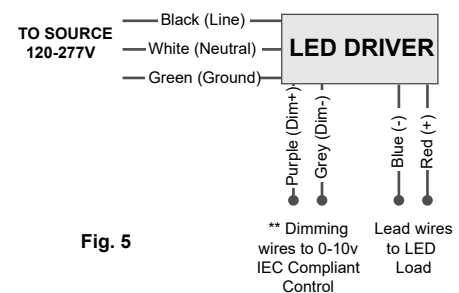 TO SOURCE
120-277V
Black (Line)
White (Neutral)
Green (Ground)
LED DRIVER
Purple (Dim+)
Grey (Dim-)
Blue (-)
Red (+)
** Dimming
wires to 0-10v
IEC Compliant
Control
Lead wires
to LED
Load
Fig. 5